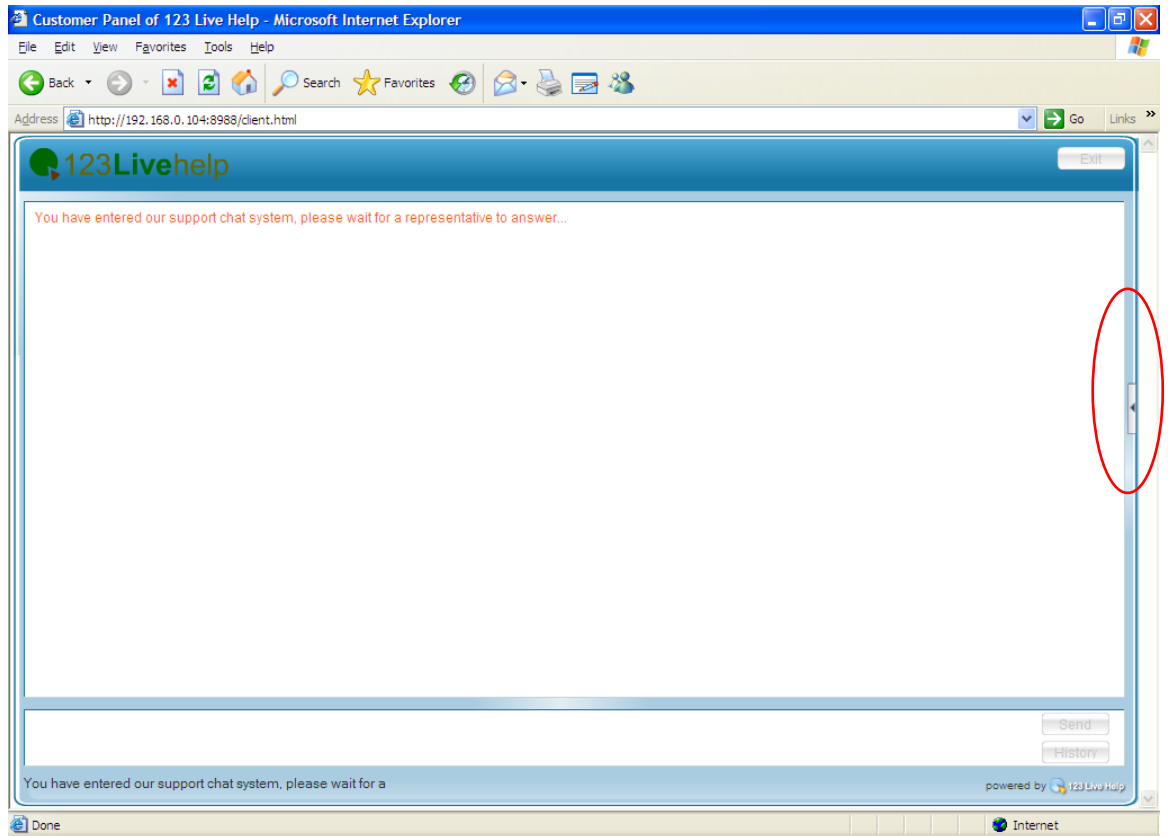 Customer Panel of 123 Live Help - Microsoft Internet Explorer
File Edit View Favorites Tools Help
Back Search Favorites
Address http://192.168.0.104:8988/client.html Go Links »
123Livehelp Exit
You have entered our support chat system, please wait for a representative to answer...
Send
History
You have entered our support chat system, please wait for a
powered by 123 Live Help
Done Internet